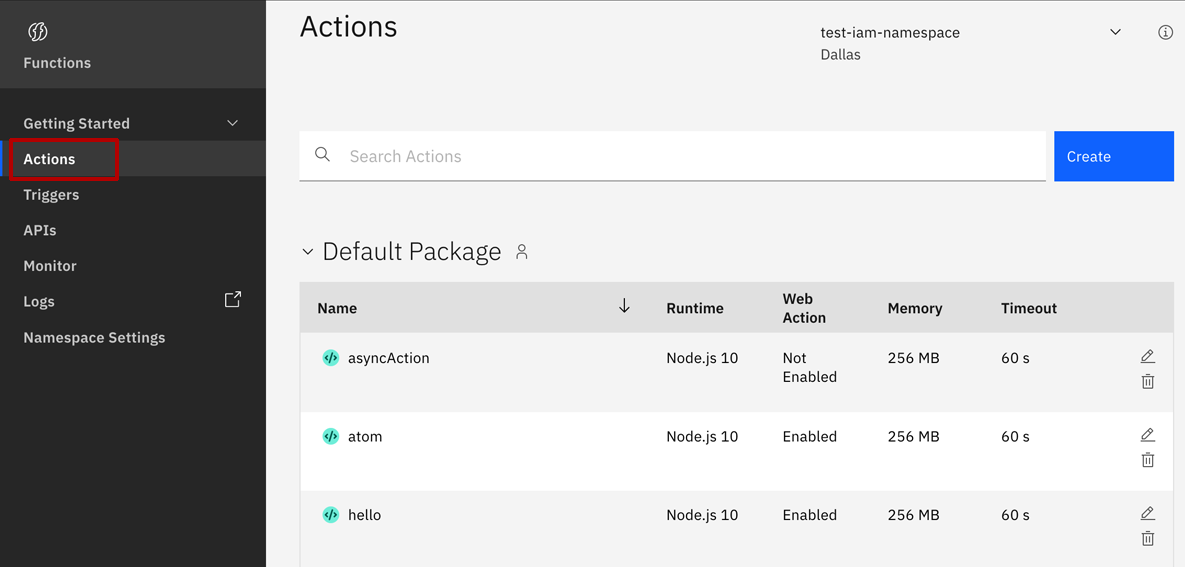 Functions
Getting Started
Actions
Triggers
APIs
Monitor
Logs
Namespace Settings
Actions
test-iam-namespace
Dallas
Search Actions
Create
Default Package
Name Runtime Web Action Memory Timeout
asyncAction Node.js 10 Not Enabled 256 MB 60 s
atom Node.js 10 Enabled 256 MB 60 s
hello Node.js 10 Enabled 256 MB 60 s